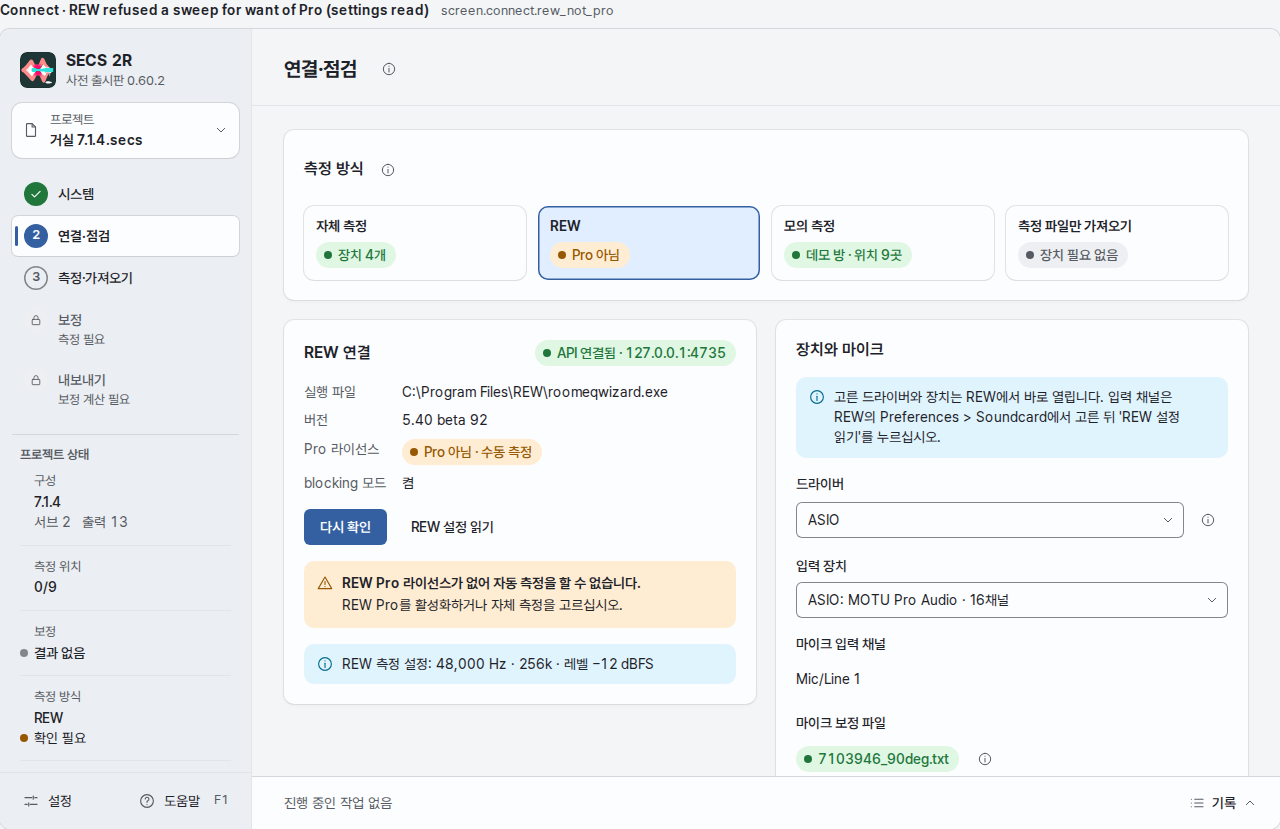 Connect · REW refused a sweep for want of Pro (settings read) screen.connect.rew_not_pro
SECS 2R
사전 출시판 0.60.2
프로젝트
거실 7.1.4.secs
시스템
2 연결·점검
3 측정·가져오기
보정
측정 필요
내보내기
보정 계산 필요
프로젝트 상태
구성
7.1.4
서브 2 출력 13
측정 위치
0/9
보정
결과 없음
측정 방식
REW
확인 필요
설정
도움말 F1
연결·점검
측정 방식
자체 측정
장치 4개
REW
Pro 아님
모의 측정
데모 방 · 위치 9곳
측정 파일만 가져오기
장치 필요 없음
REW 연결
API 연결됨 · 127.0.0.1:4735
실행 파일 C:\Program Files\REW\roomeqwizard.exe
버전 5.40 beta 92
Pro 라이선스 Pro 아님 · 수동 측정
blocking 모드 켬
다시 확인
REW 설정 읽기
REW Pro 라이선스가 없어 자동 측정을 할 수 없습니다.
REW Pro를 활성화하거나 자체 측정을 고르십시오.
REW 측정 설정: 48,000 Hz · 256k · 레벨 −12 dBFS
장치와 마이크
고른 드라이버와 장치는 REW에서 바로 열립니다. 입력 채널은
REW의 Preferences > Soundcard에서 고른 뒤 'REW 설정
읽기'를 누르십시오.
드라이버
ASIO
입력 장치
ASIO: MOTU Pro Audio · 16채널
마이크 입력 채널
Mic/Line 1
마이크 보정 파일
7103946_90deg.txt
진행 중인 작업 없음
기록